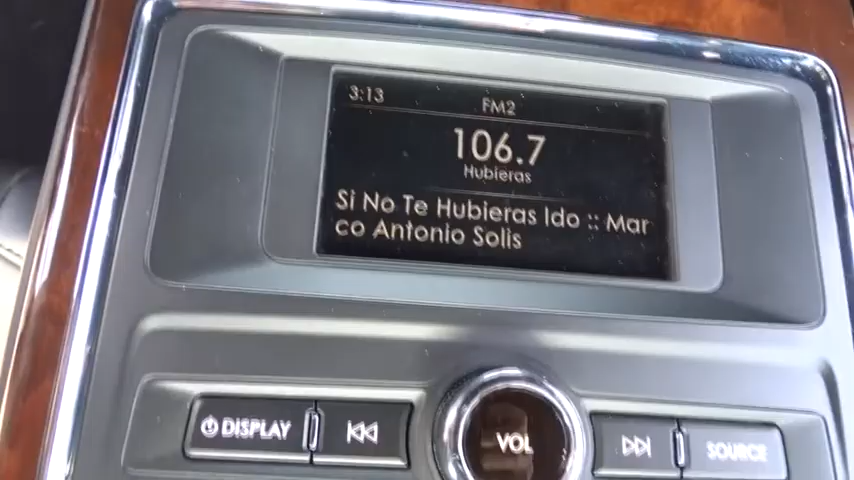 3:13
FM2
106.7
Hubieras
Si No Te Hubieras Ido :: Mar
co Antonio Solis
DISPLAY
VOL
SOURCE